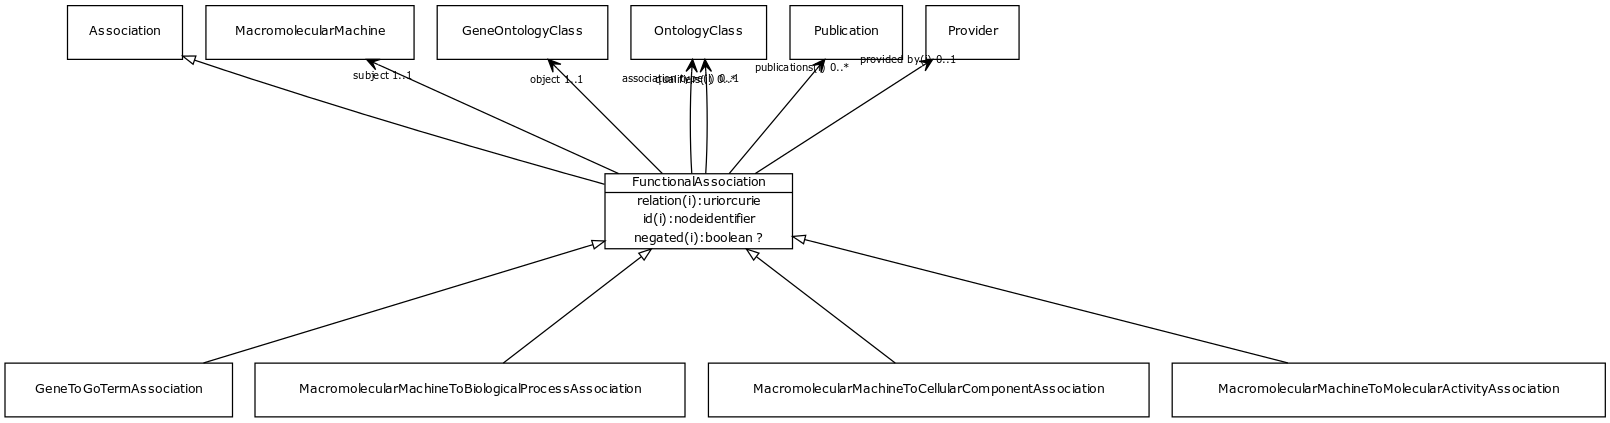 Association
MacromolecularMachine
GeneOntologyClass
OntologyClass
Publication
Provider
subject 1..1
object 1..1
association type(i) 0..1
qualifiers(i) 0..*
publications(i) 0..*
provided by(i) 0..1
FunctionalAssociation
relation(i):uriorcurie
id(i):nodeidentifier
negated(i):boolean ?
GeneToGoTermAssociation
MacromolecularMachineToBiologicalProcessAssociation
MacromolecularMachineToCellularComponentAssociation
MacromolecularMachineToMolecularActivityAssociation